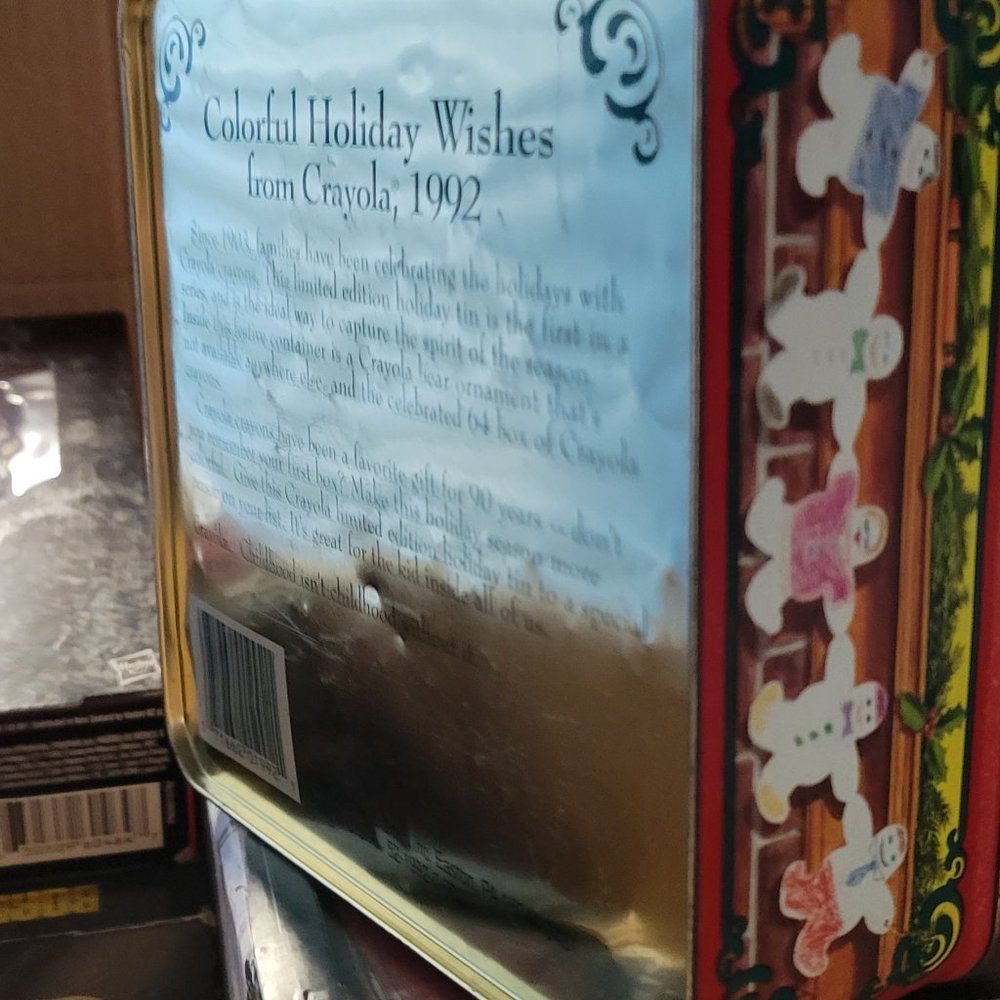 Colorful Holiday Wishes
from Crayola, 1992
Since 1903, families have been celebrating the holidays with
Crayola crayons. This limited edition holiday tin is the first in a
series, and is the ideal way to capture the spirit of the season.
Inside this festive container is a Crayola bear ornament that's
not available anywhere else, and the celebrated 64 box of Crayola
crayons.
Crayola crayons have been a favorite gift for 90 years — don't
you remember your first box? Make this holiday season more
Give this Crayola limited edition holiday tin to a special
on your list. It's great for the kid inside all of us.
Crayola. Childhood isn't childhood without it.